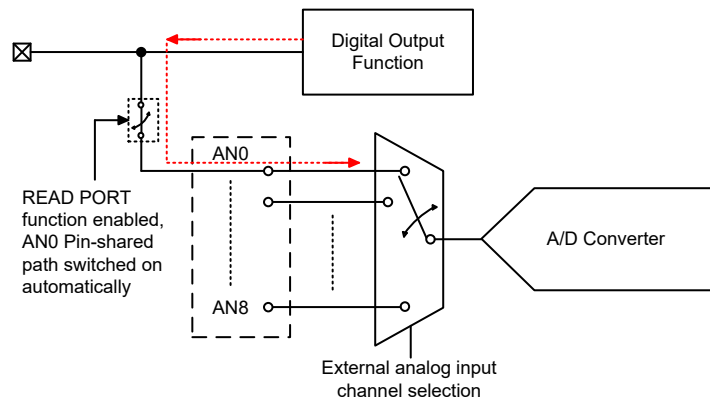 Digital Output
Function
AN0
READ PORT
function enabled,
AN0 Pin-shared
path switched on
automatically
A/D Converter
AN8
External analog input
channel selection